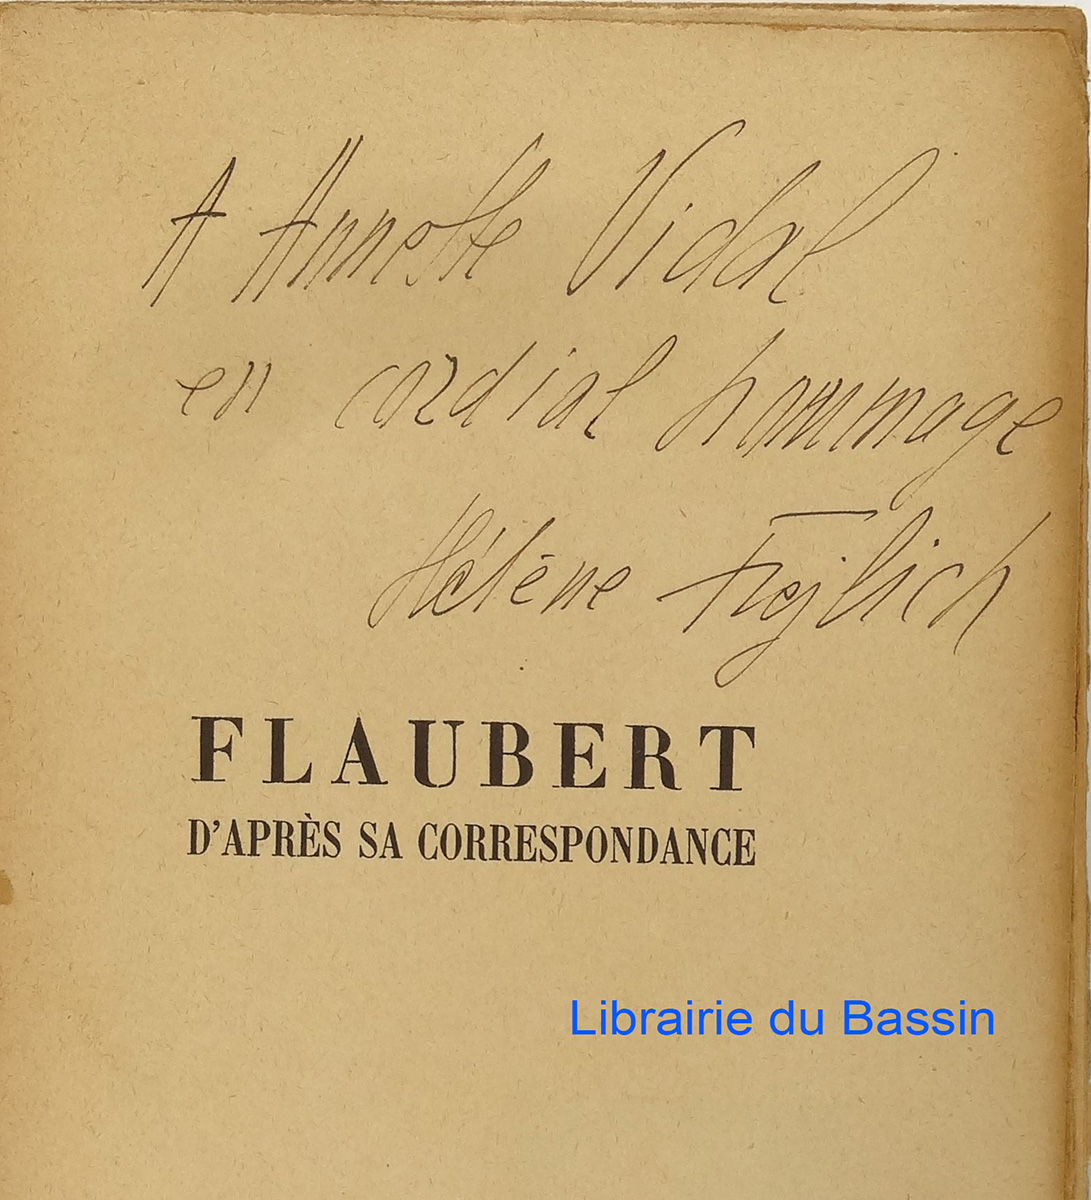 A Annette Vidal
en cordial hommage
Hélène Frejlich
FLAUBERT
D'APRÈS SA CORRESPONDANCE
Librairie du Bassin